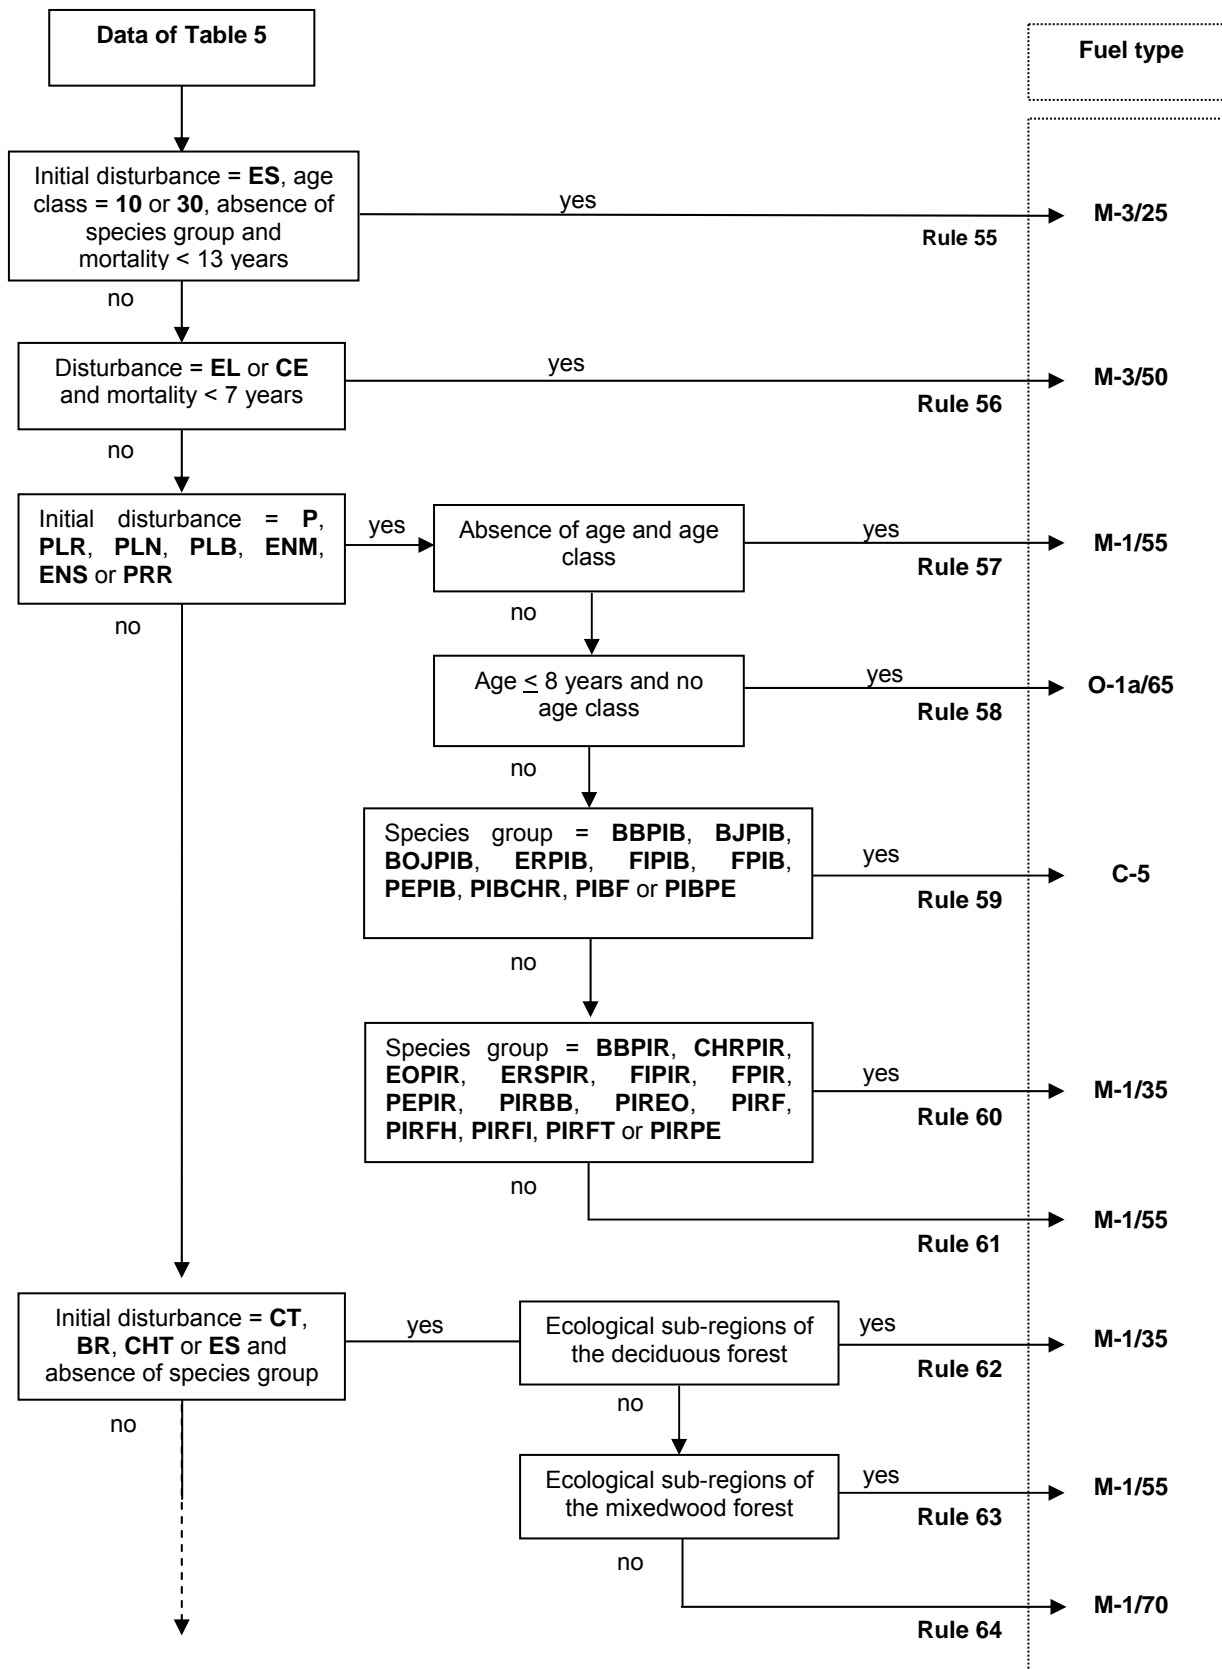 Data of Table 5
Fuel type
Initial disturbance = ES, age
class = 10 or 30, absence of
species group and
mortality < 13 years
yes
Rule 55
M-3/25
no
Disturbance = EL or CE
and mortality < 7 years
yes
Rule 56
M-3/50
no
Initial disturbance = P,
PLR, PLN, PLB, ENM,
ENS or PRR
yes
Absence of age and age
class
yes
Rule 57
M-1/55
no
no
Age < 8 years and no
age class
yes
Rule 58
O-1a/65
no
Species group = BBPIB, BJPIB,
BOJPIB, ERPIB, FIPIB, FPIB,
PEPIB, PIBCHR, PIBF or PIBPE
yes
Rule 59
C-5
no
Species group = BBPIR, CHRPIR,
EOPIR, ERSPIR, FIPIR, FPIR,
PEPIR, PIRBB, PIREO, PIRF,
PIRFH, PIRFI, PIRFT or PIRPE
yes
Rule 60
M-1/35
no
Rule 61
M-1/55
Initial disturbance = CT,
BR, CHT or ES and
absence of species group
yes
Ecological sub-regions of
the deciduous forest
yes
Rule 62
M-1/35
no
no
Ecological sub-regions of
the mixedwood forest
yes
Rule 63
M-1/55
no
Rule 64
M-1/70